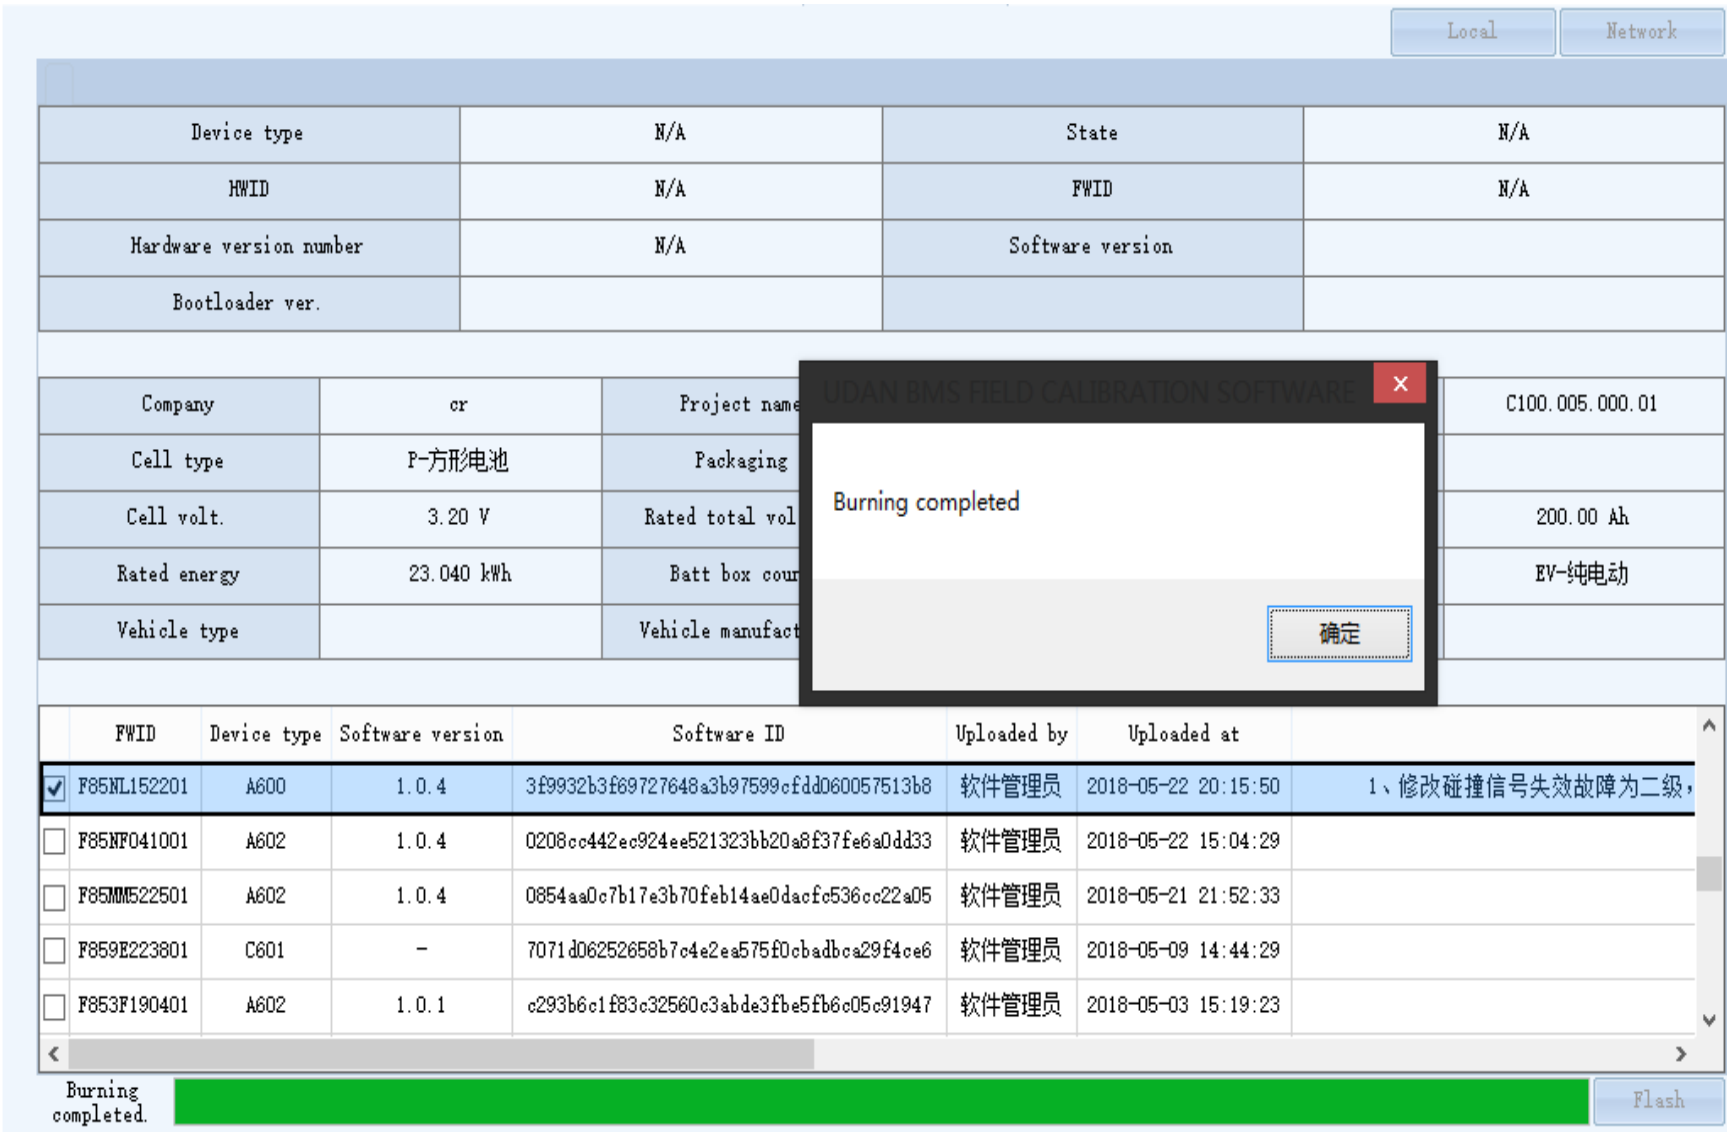 Local Network
Device type N/A State N/A
HWID N/A FWID N/A
Hardware version number N/A Software version
Bootloader ver.
UDAN BMS FIELD CALIBRATION SOFTWARE x
Company cr Project name C100.005.000.01
Cell type P-方形电池 Packaging
Burning completed
Cell volt. 3.20 V Rated total vol 200.00 Ah
Rated energy 23.040 kWh Batt box cour EV-纯电动
Vehicle type Vehicle manufact
确定
FWID Device type Software version Software ID Uploaded by Uploaded at
F85NL152201 A600 1.0.4 3f9932b3f69727648a3b97599cfdd060057513b8 软件管理员 2018-05-22 20:15:50 1、修改碰撞信号失效故障为二级，
F85NF041001 A602 1.0.4 0208cc442ec924ee521323bb20a8f37fe6a0dd33 软件管理员 2018-05-22 15:04:29
F85MM522501 A602 1.0.4 0854aa0c7b17e3b70feb14ae0dacfc536cc22a05 软件管理员 2018-05-21 21:52:33
F859E223801 C601 - 7071d06252658b7c4e2ea575f0cbadbca29f4ce6 软件管理员 2018-05-09 14:44:29
F853F190401 A602 1.0.1 c293b6c1f83c32560c3abde3fbe5fb6c05c91947 软件管理员 2018-05-03 15:19:23
Burning
completed.
Flash